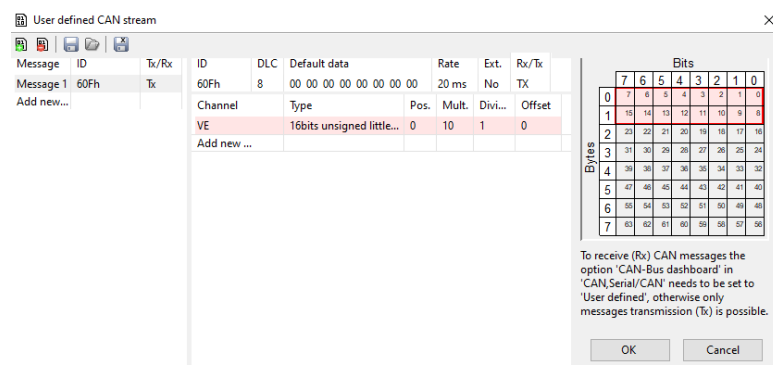 User defined CAN stream
Message ID Tx/Rx
Message 1 60Fh Tx
Add new...
ID DLC Default data Rate Ext. Rx/Tx
60Fh 8 00 00 00 00 00 00 00 00 20 ms No TX
Channel Type Pos. Mult. Divi... Offset
VE 16bits unsigned little... 0 10 1 0
Add new ...
Bits
7 6 5 4 3 2 1 0
Bytes
0 7 6 5 4 3 2 1 0
1 15 14 13 12 11 10 9 8
2 23 22 21 20 19 18 17 16
3 31 30 29 28 27 26 25 24
4 39 38 37 36 35 34 33 32
5 47 46 45 44 43 42 41 40
6 55 54 53 52 51 50 49 48
7 63 62 61 60 59 58 57 56
To receive (Rx) CAN messages the
option 'CAN-Bus dashboard' in
'CAN,Serial/CAN' needs to be set to
'User defined', otherwise only
messages transmission (Tx) is possible.
OK Cancel